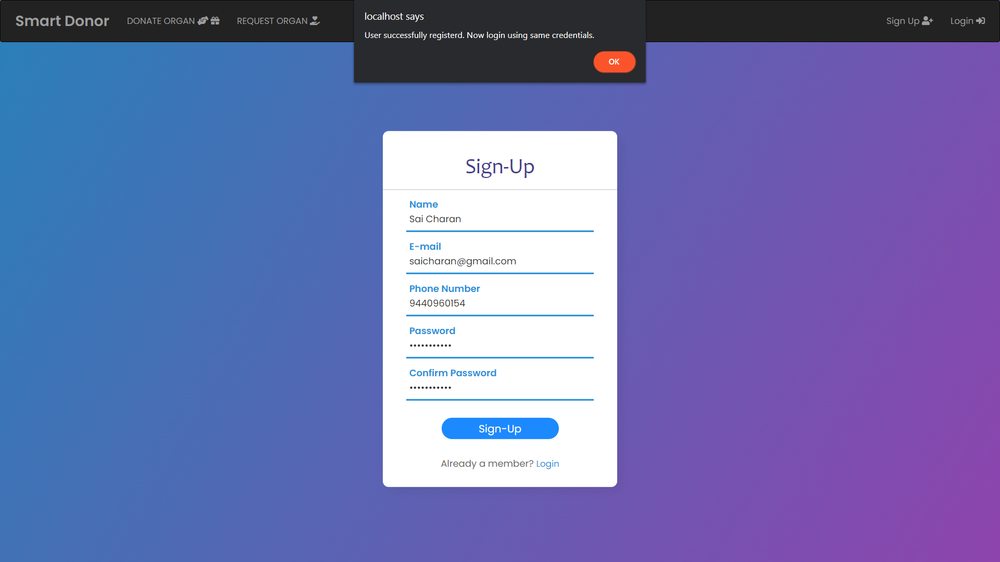 Smart Donor
DONATE ORGAN
REQUEST ORGAN
localhost says
User successfully registerd. Now login using same credentials.
OK
Sign Up
Login
Sign-Up
Name
Sai Charan
E-mail
saicharan@gmail.com
Phone Number
9440960154
Password
•••••••••••
Confirm Password
•••••••••••
Sign-Up
Already a member? Login